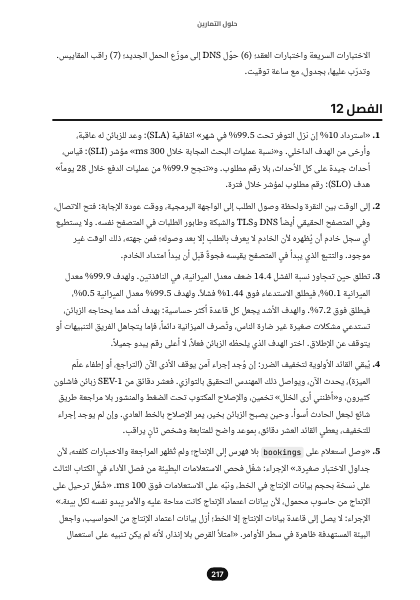 حلول التمارين
الاختبارات السريعة واختبارات العقد؛ (6) حوّل DNS إلى موزّع الحمل الجديد؛ (7) راقب المقاييس.
وتدرّب عليها، بجدول، مع ساعة توقيت.
الفصل 12
1. «استرداد %10 إن نزل التوفر تحت %99.5 في شهر» اتفاقية (SLA): وعد للزبائن له عاقبة،
وأرخى من الهدف الداخلي. و«نسبة عمليات البحث المجابة خلال 300 ms» مؤشر (SLI): قياس،
أحداث جيدة على كل الأحداث، بلا رقم مطلوب. و«تنجح %99.9 من عمليات الدفع خلال 28 يوماً»
هدف (SLO): رقم مطلوب لمؤشر خلال فترة.
2. إلى الوقت بين النقرة ولحظة وصول الطلب إلى الواجهة البرمجية، ووقت عودة الإجابة: فتح الاتصال،
وفي المتصفح الحقيقي أيضاً DNS وTLS والشبكة وطابور الطلبات في المتصفح نفسه. ولا يستطيع
أي سجل خادم أن يُظهره لأن الخادم لا يعرف بالطلب إلا بعد وصوله؛ فمن جهته، ذلك الوقت غير
موجود. والتتبع الذي يبدأ في المتصفح يقيسه فجوةً قبل أن يبدأ امتداد الخادم.
3. تطلق حين تتجاوز نسبة الفشل 14.4 ضعف معدل الميزانية، في النافذتين. ولهدف %99.9 معدل
الميزانية %0.1، فيطلق الاستدعاء فوق %1.44 فشلاً. ولهدف %99.5 معدل الميزانية %0.5،
فيطلق فوق %7.2. والهدف الأشد يجعل كل قاعدة أكثر حساسية: بهدف أشد مما يحتاجه الزبائن،
تستدعي مشكلات صغيرة غير ضارة الناس، وتُصرف الميزانية دائماً، فإما يتجاهل الفريق التنبيهات أو
يتوقف عن الإطلاق. اختر الهدف الذي يلحظه الزبائن فعلاً، لا أعلى رقم يبدو جميلاً.
4. يُبقي القائد الأولوية لتخفيف الضرر: إن وُجد إجراء آمن يوقف الأذى الآن (التراجع، أو إطفاء علَم
الميزة)، يحدث الآن، ويواصل ذلك المهندس التحقيق بالتوازي. فعشر دقائق من SEV-1 زبائن فاشلون
كثيرون، و«أظنني أرى الخلل» تخمين، والإصلاح المكتوب تحت الضغط والمنشور بلا مراجعة طريق
شائع لجعل الحادث أسوأ. وحين يصبح الزبائن بخير، يمر الإصلاح بالخط العادي. وإن لم يوجد إجراء
للتخفيف، يعطي القائد العشر دقائق، بموعد واضح للمتابعة وشخص ثانٍ يراقب.
5. «وصل استعلام على bookings بلا فهرس إلى الإنتاج؛ ولم تُظهر المراجعة والاختبارات كلفته، لأن
جداول الاختبار صغيرة.» الإجراء: شغّل فحص الاستعلامات البطيئة من فصل الأداء في الكتاب الثالث
على نسخة بحجم بيانات الإنتاج في الخط، ونبّه على الاستعلامات فوق 100 ms. «شُغّل ترحيل على
الإنتاج من حاسوب محمول، لأن بيانات اعتماد الإنتاج كانت متاحة عليه والأمر يبدو نفسه لكل بيئة.»
الإجراء: لا يصل إلى قاعدة بيانات الإنتاج إلا الخط؛ أزل بيانات اعتماد الإنتاج من الحواسيب، واجعل
البيئة المستهدفة ظاهرة في سطر الأوامر. «امتلأ القرص بلا إنذار، لأنه لم يكن تنبيه على استعمال
217